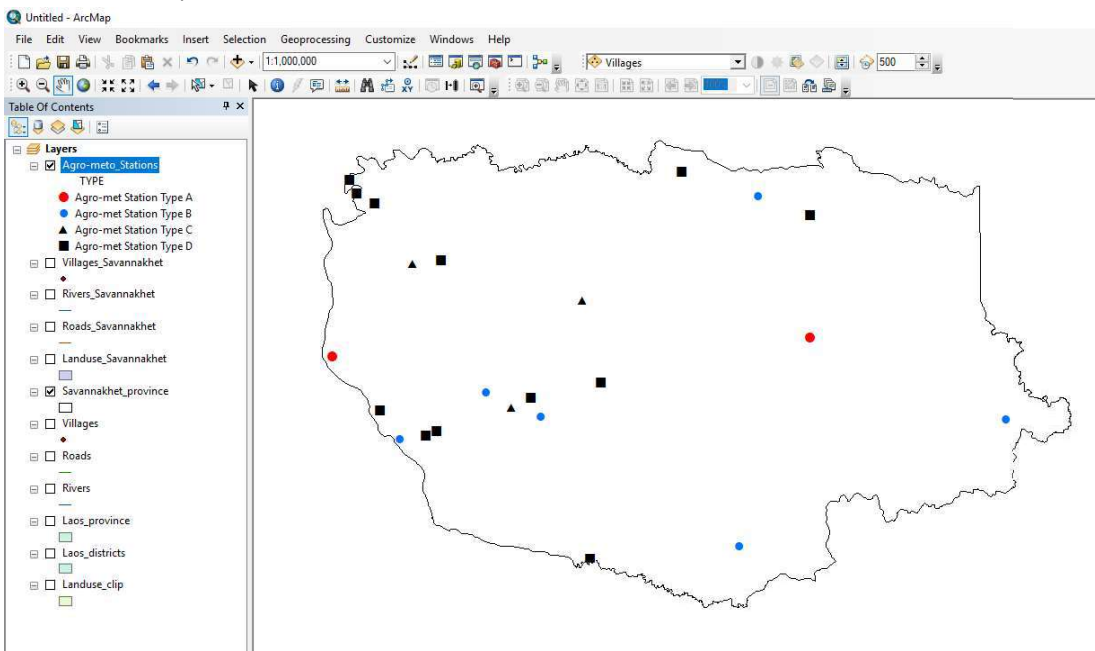 Untitled - ArcMap
File Edit View Bookmarks Insert Selection Geoprocessing Customize Windows Help
1:1,000,000 Villages 500
Table Of Contents
Layers
Agro-meto_Stations
TYPE
Agro-met Station Type A
Agro-met Station Type B
Agro-met Station Type C
Agro-met Station Type D
Villages_Savannakhet
Rivers_Savannakhet
Roads_Savannakhet
Landuse_Savannakhet
Savannakhet_province
Villages
Roads
Rivers
Laos_province
Laos_districts
Landuse_clip